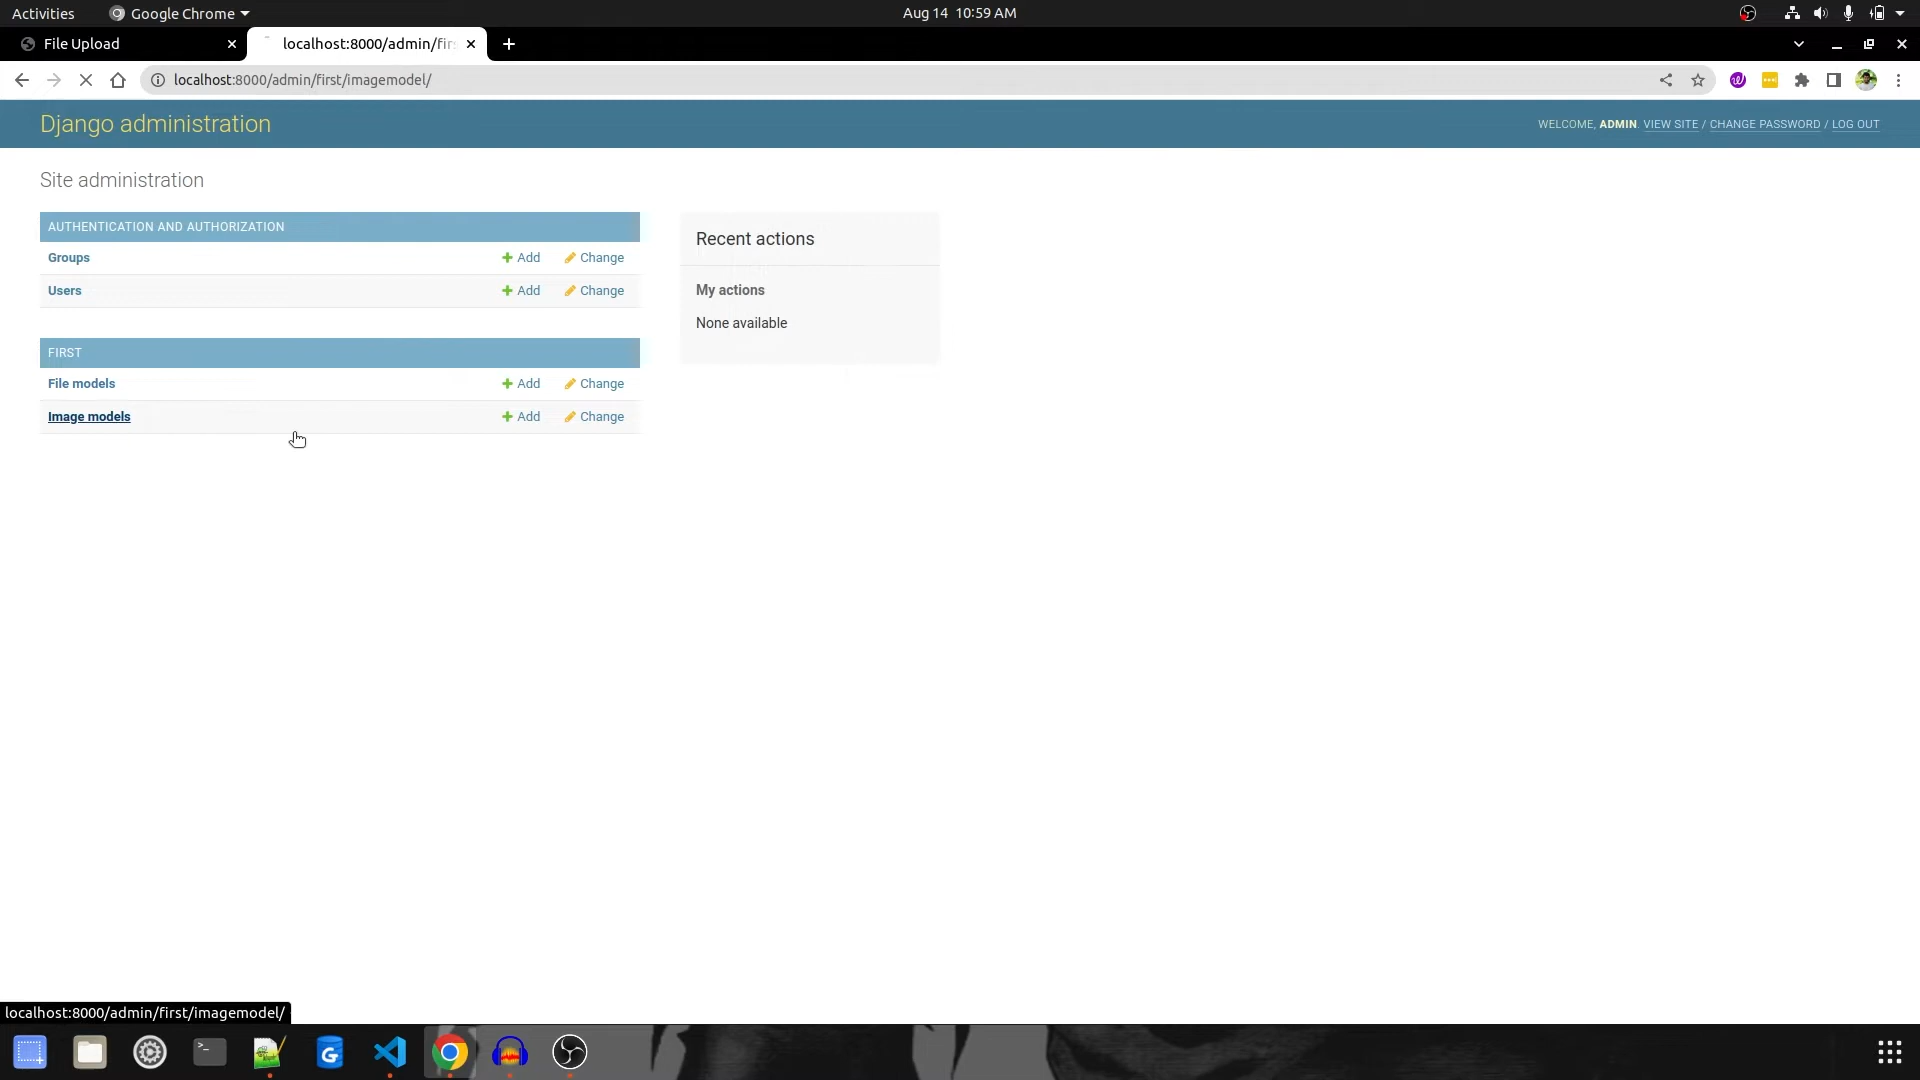 Activities Google Chrome Aug 14 10:59 AM
File Upload localhost:8000/admin/firs
localhost:8000/admin/first/imagemodel/
Django administration WELCOME, ADMIN. VIEW SITE / CHANGE PASSWORD / LOG OUT
Site administration
AUTHENTICATION AND AUTHORIZATION
Groups Add Change
Users Add Change
FIRST
File models Add Change
Image models Add Change
Recent actions
My actions
None available
localhost:8000/admin/first/imagemodel/